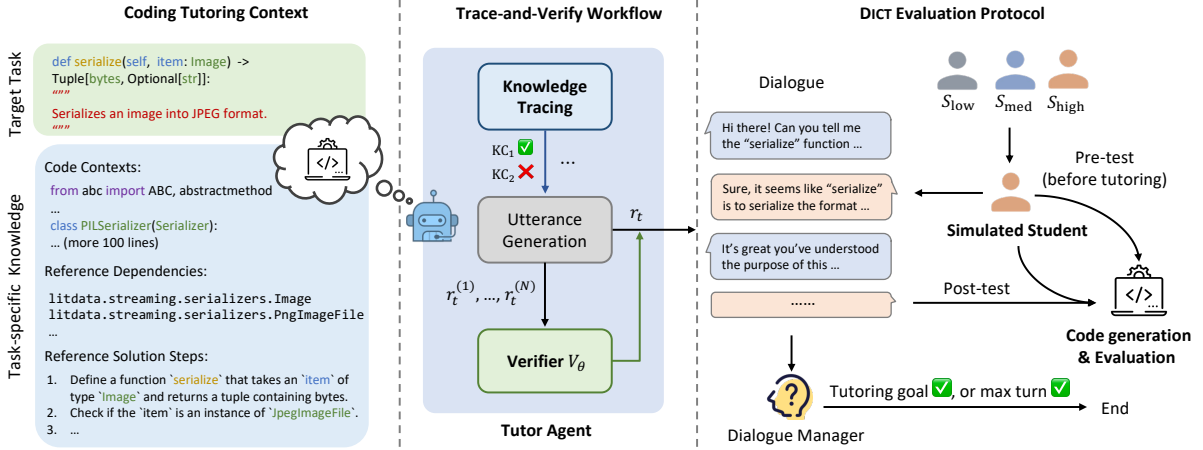 Coding Tutoring Context
Target Task
def serialize(self, item: Image) ->
Tuple[bytes, Optional[str]]:
"""
Serializes an image into JPEG format.
"""
Task-specific Knowledge
Code Contexts:
from abc import ABC, abstractmethod
...
class PILSerializer(Serializer):
... (more 100 lines)
Reference Dependencies:
litdata.streaming.serializers.Image
litdata.streaming.serializers.PngImageFile
...
Reference Solution Steps:
1. Define a function `serialize` that takes an `item` of
type `Image` and returns a tuple containing bytes.
2. Check if the `item` is an instance of `JpegImageFile`.
3. ...
</>
Trace-and-Verify Workflow
Knowledge
Tracing
KC1 ✅
KC2 ❌
...
Utterance
Generation
r_t
r_t^(1), ..., r_t^(N)
Verifier V_θ
Tutor Agent
DICT Evaluation Protocol
Dialogue
Hi there! Can you tell me
the “serialize” function ...
Sure, it seems like “serialize”
is to serialize the format ...
It's great you've understood
the purpose of this ...
......
S_low
S_med
S_high
Pre-test
(before tutoring)
Simulated Student
Post-test
</>
Code generation
& Evaluation
?
Dialogue Manager
Tutoring goal ✅, or max turn ✅
End